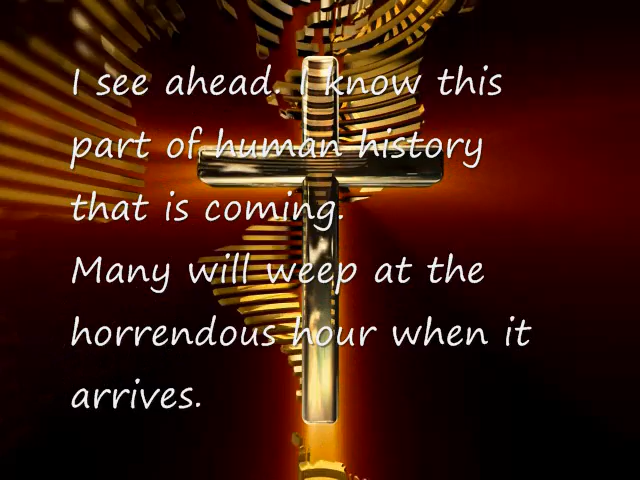 I see ahead. I know this
part of human history
that is coming.
Many will weep at the
horrendous hour when it
arrives.